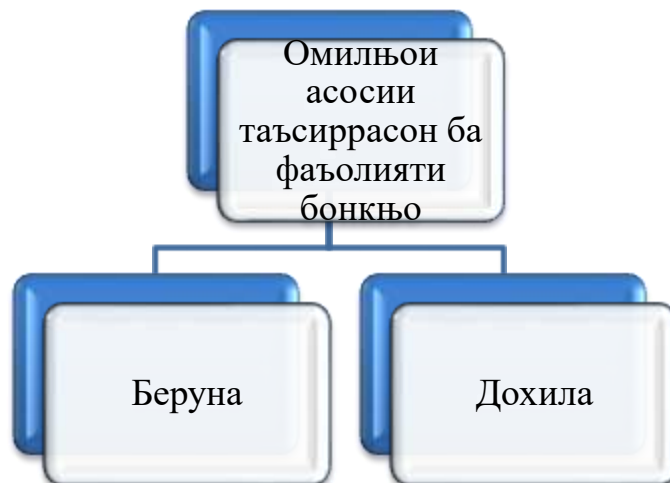 Омилњои
асосии
таъсиррасон ба
фаъолияти
бонкњо
Беруна
Дохила